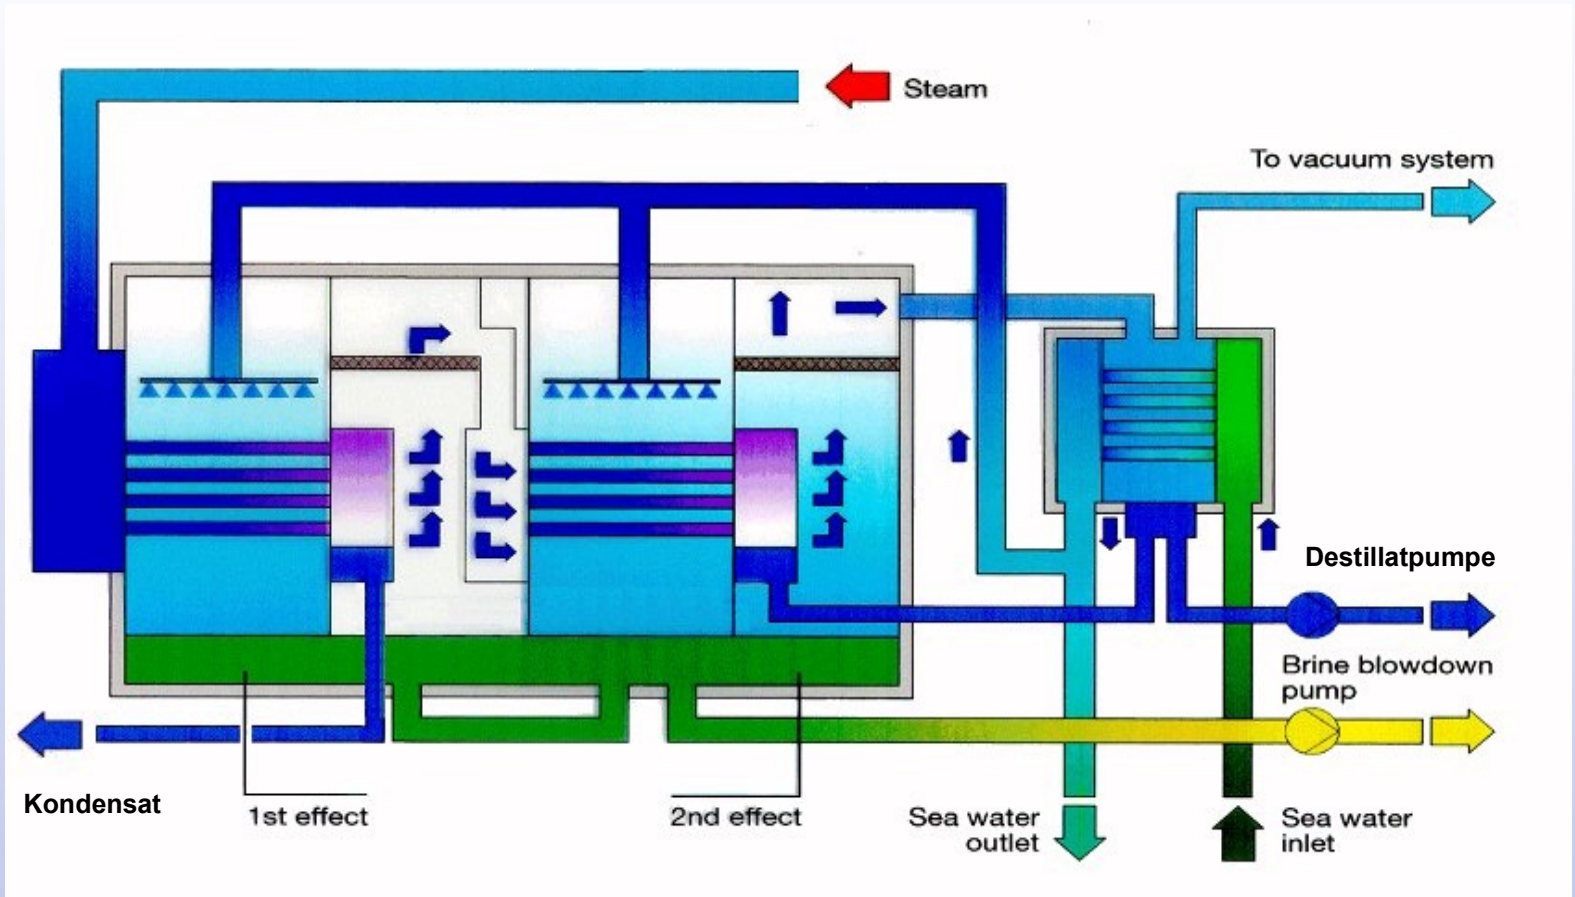 Steam
To vacuum system
Destillatpumpe
Brine blowdown
pump
Kondensat
1st effect
2nd effect
Sea water
outlet
Sea water
inlet